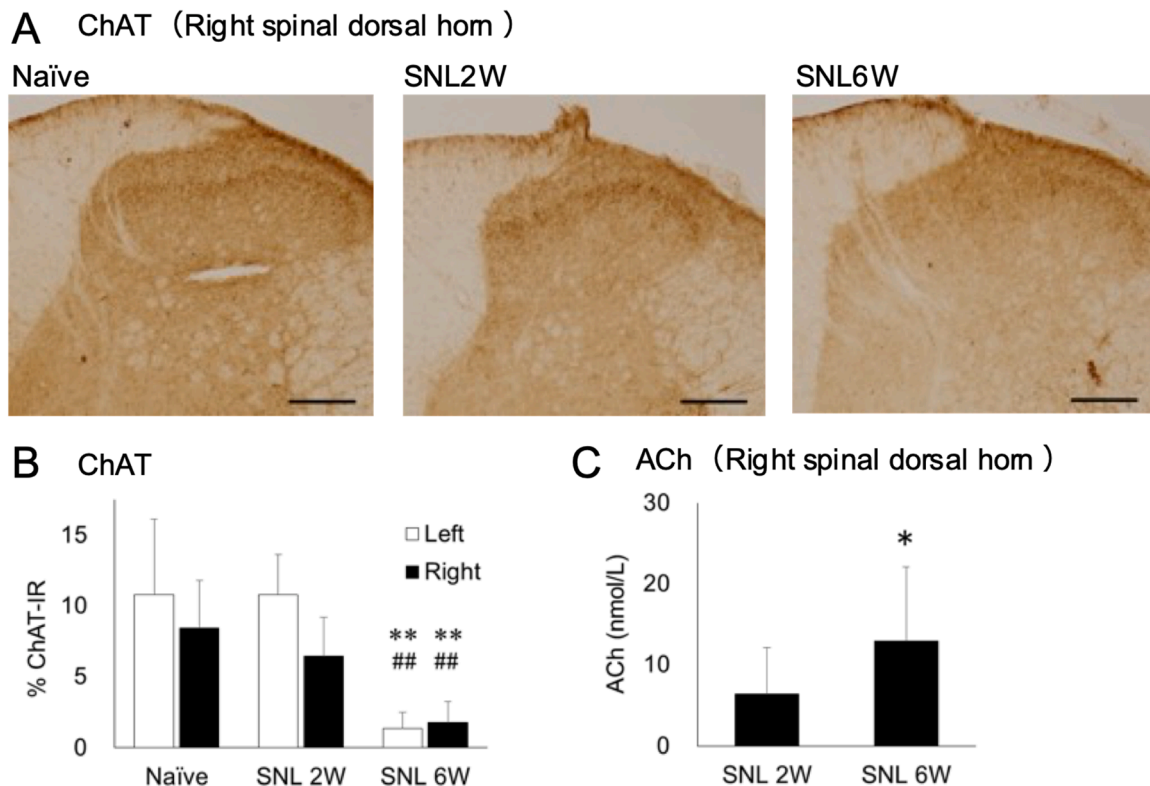 A ChAT（Right spinal dorsal horn）
Naïve SNL2W SNL6W
B ChAT
% ChAT-IR
15
10
5
0
Left
Right
** **
## ##
Naïve SNL 2W SNL 6W
C ACh（Right spinal dorsal horn）
ACh (nmol/L)
30
20
10
0
*
SNL 2W SNL 6W